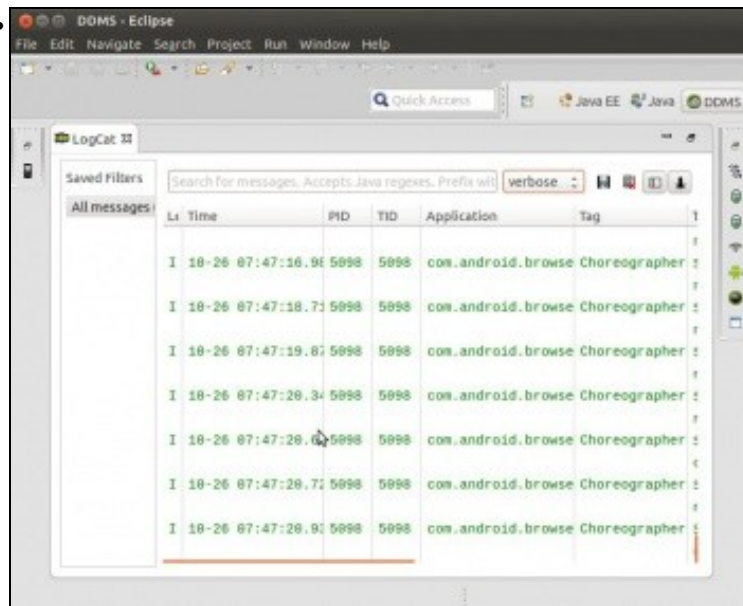 DDMS - Eclipse
File Edit Navigate Search Project Run Window Help
Quick Access Java EE Java DDMS
LogCat
Saved Filters
Search for messages. Accepts Java regexes. Prefix wit verbose
All messages
Time PID TID Application Tag
I 10-26 07:47:16.98 5098 5098 com.android.browse Choreographer
I 10-26 07:47:18.71 5098 5098 com.android.browse Choreographer
I 10-26 07:47:19.07 5098 5098 com.android.browse Choreographer
I 10-26 07:47:20.34 5098 5098 com.android.browse Choreographer
I 10-26 5098 5098 com.android.browse Choreographer
I 10-26 07:47:20.72 5098 5098 com.android.browse Choreographer
I 10-26 07:47:20.93 5098 5098 com.android.browse Choreographer